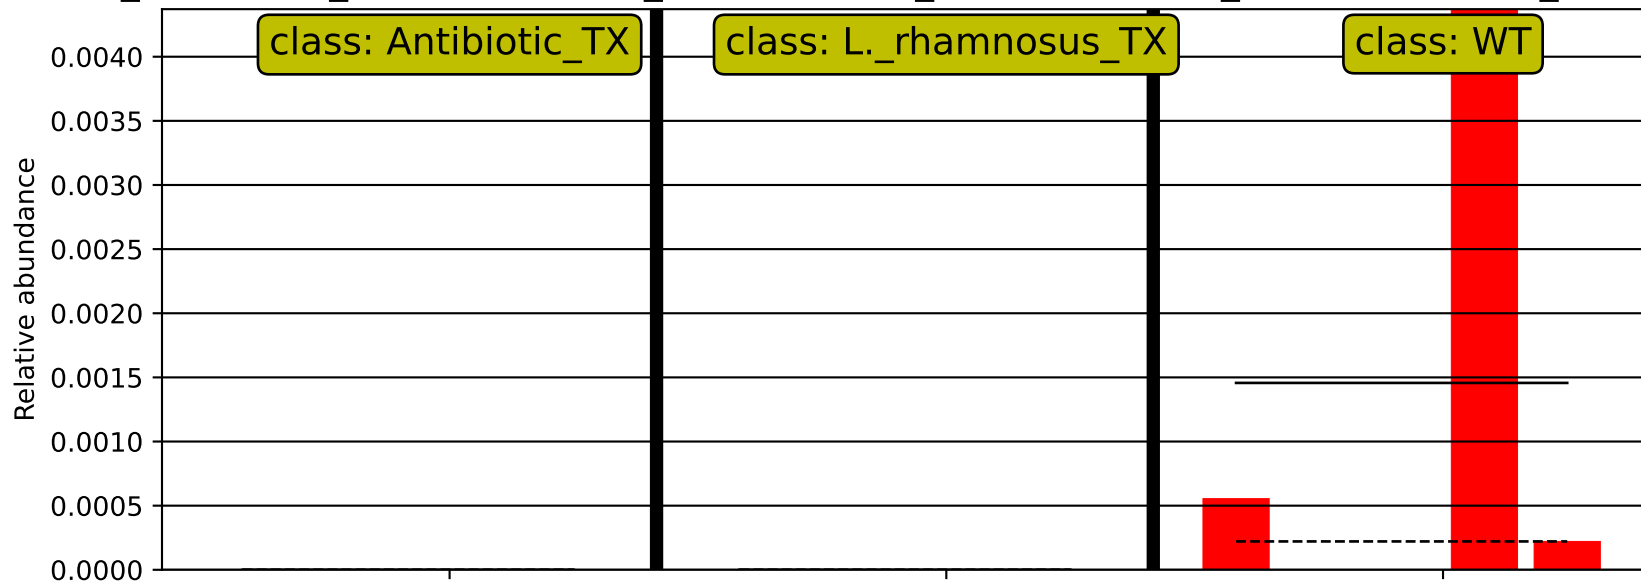 class: Antibiotic_TX
class: L._rhamnosus_TX
class: WT
0.0040
0.0035
0.0030
0.0025
0.0020
0.0015
0.0010
0.0005
0.0000
Relative abundance